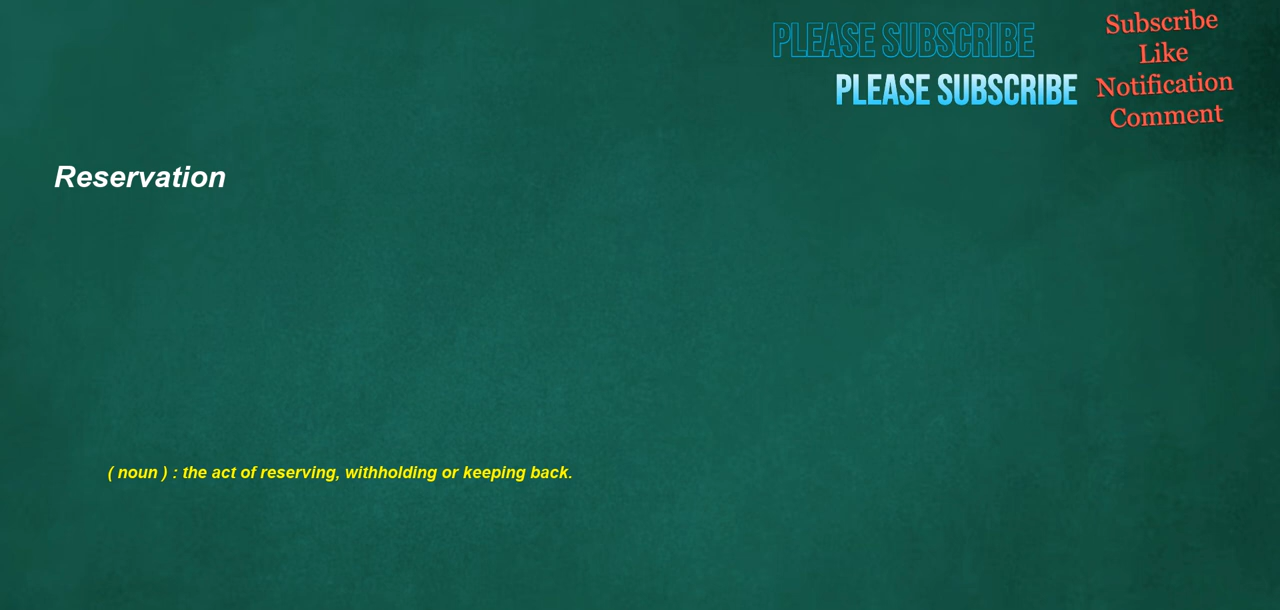 PLEASE SUBSCRIBE
PLEASE SUBSCRIBE
Subscribe
Like
Notification
Comment
Reservation
( noun ) : the act of reserving, withholding or keeping back.